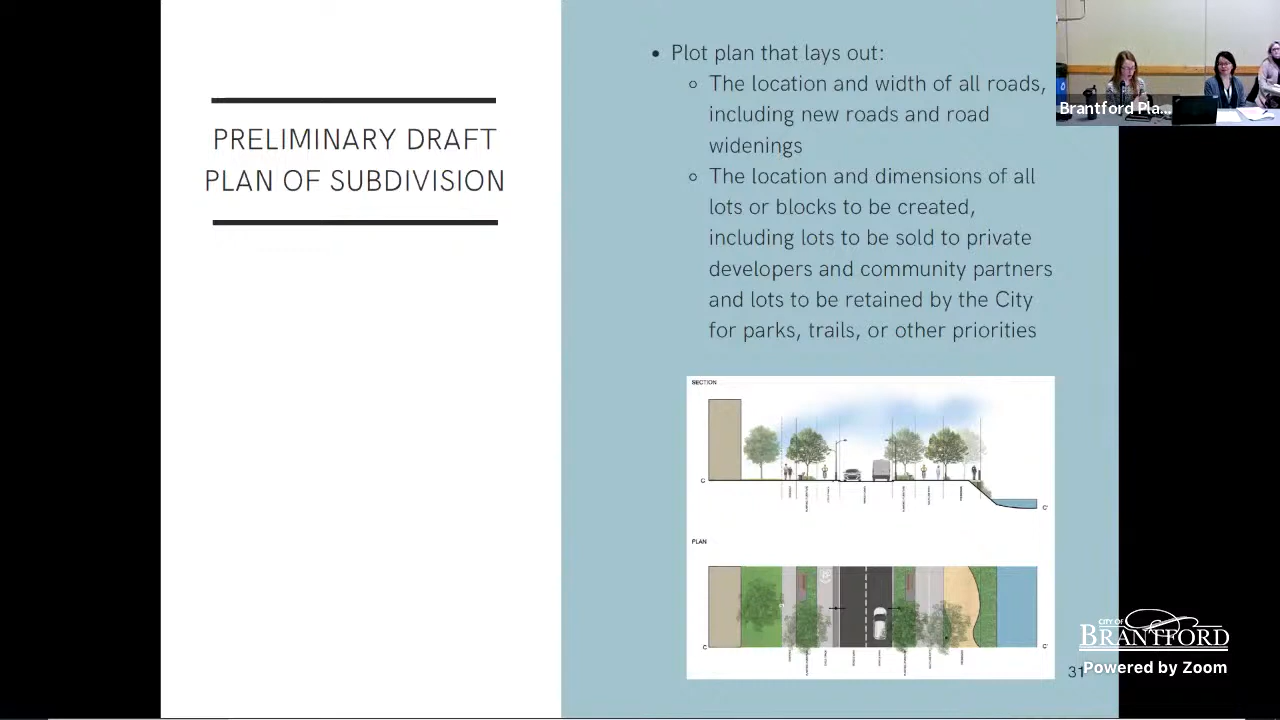 PRELIMINARY DRAFT
PLAN OF SUBDIVISION
• Plot plan that lays out:
◦ The location and width of all roads,
including new roads and road
widenings
◦ The location and dimensions of all
lots or blocks to be created,
including lots to be sold to private
developers and community partners
and lots to be retained by the City
for parks, trails, or other priorities
SECTION
C
C'
PLAN
C
C'
31
Brantford Pla...
CITY OF
BRANTFORD
Powered by Zoom